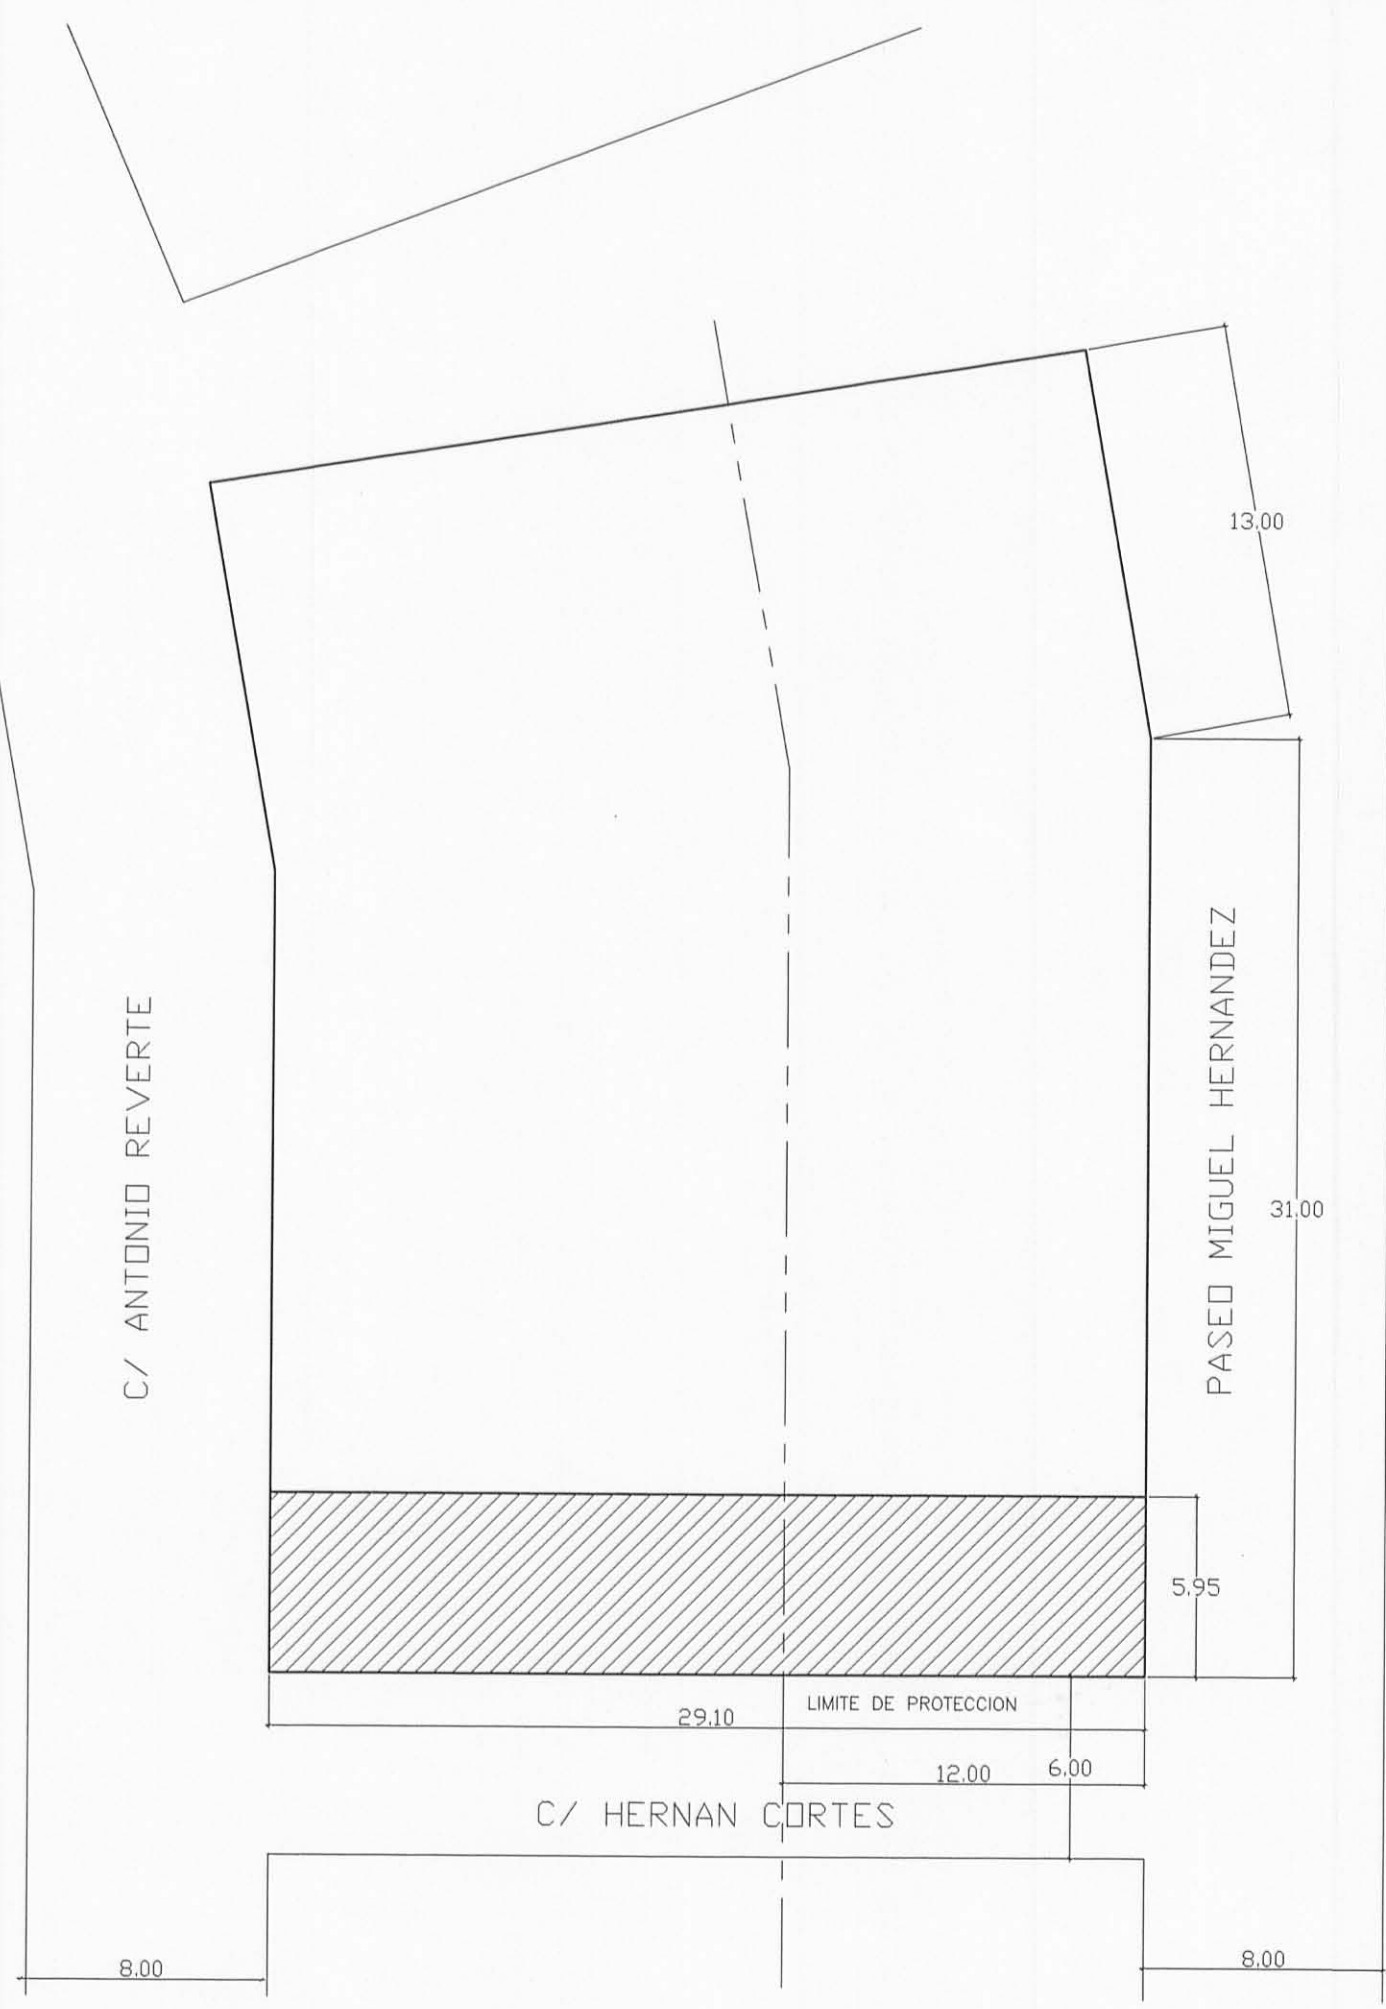 13.00
C/ ANTONIO REVERTE
PASEO MIGUEL HERNANDEZ
31.00
5.95
LIMITE DE PROTECCION
29.10
12.00
6.00
C/ HERNAN CORTES
8.00
8.00